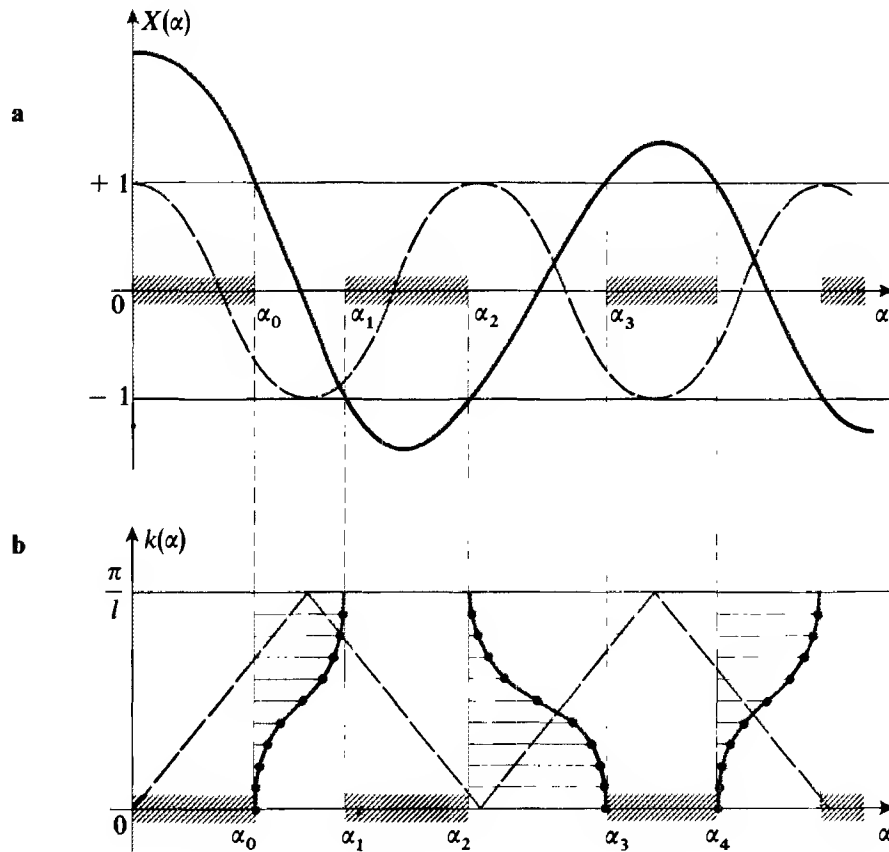 X(α)
a
+ 1
0 α₀ α₁ α₂ α₃ α
− 1
b
k(α)
π
l
0 α₀ α₁ α₂ α₃ α₄ α